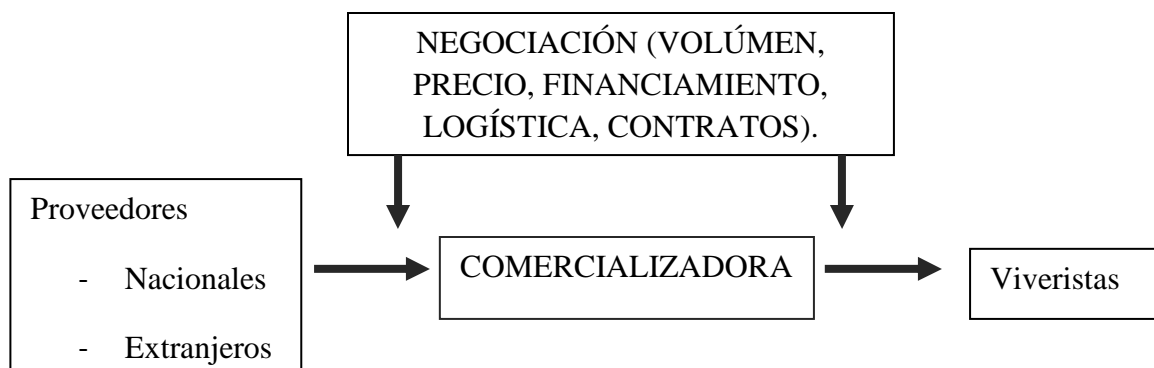 NEGOCIACIÓN (VOLÚMEN,
PRECIO, FINANCIAMIENTO,
LOGÍSTICA, CONTRATOS).
Proveedores
- Nacionales
- Extranjeros
COMERCIALIZADORA
Viveristas